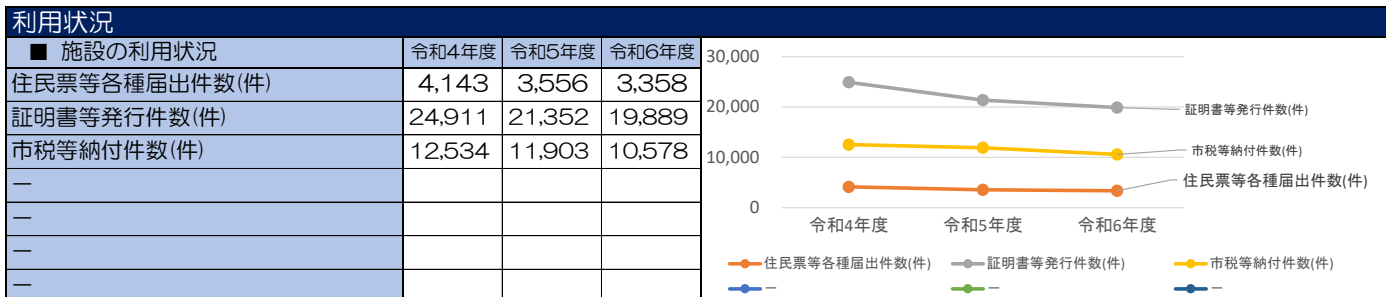 利用状況
■ 施設の利用状況 令和4年度 令和5年度 令和6年度
住民票等各種届出件数(件) 4,143 3,556 3,358
証明書等発行件数(件) 24,911 21,352 19,889
市税等納付件数(件) 12,534 11,903 10,578
ー
ー
ー
ー
30,000
20,000
10,000
0
証明書等発行件数(件)
市税等納付件数(件)
住民票等各種届出件数(件)
令和4年度 令和5年度 令和6年度
住民票等各種届出件数(件) 証明書等発行件数(件) 市税等納付件数(件)
ー ー ー